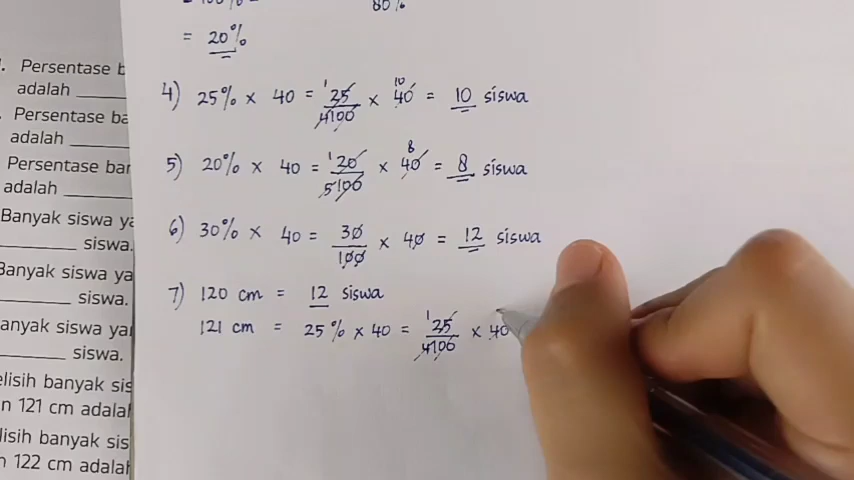 80%
= 20%
4) 25% × 40 = 25/100 × 40 = 10 siswa
5) 20% × 40 = 20/100 × 40 = 8 siswa
6) 30% × 40 = 30/100 × 40 = 12 siswa
7) 120 cm = 12 siswa
121 cm = 25% × 40 = 25/100 × 40
Persentase b
adalah
Persentase ba
adalah
Persentase bar
adalah
Banyak siswa ya
siswa.
Banyak siswa ya
siswa.
anyak siswa ya
siswa.
elisih banyak sis
n 121 cm adala
lisih banyak sis
n 122 cm adalah